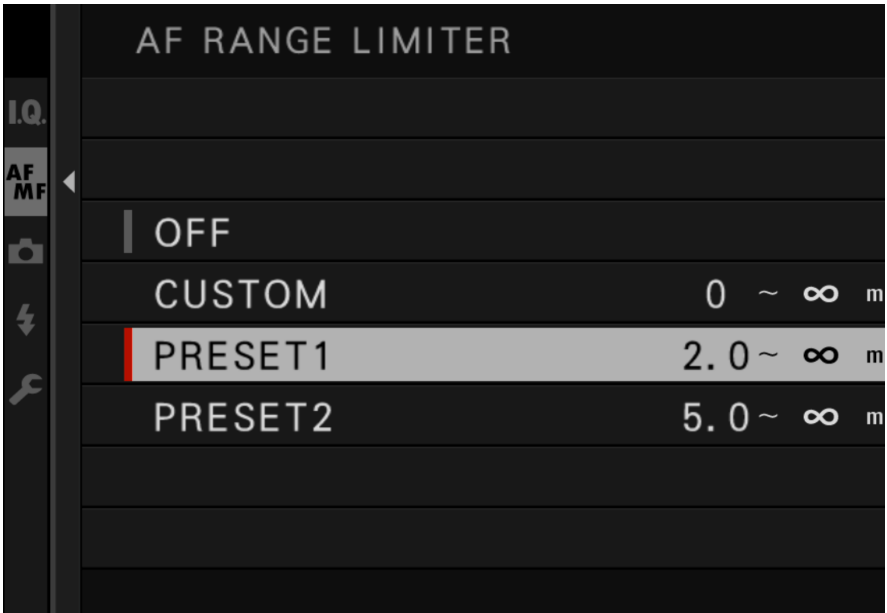 AF RANGE LIMITER
I.Q.
AF
MF
OFF
CUSTOM 0 ~ ∞ m
PRESET1 2.0~ ∞ m
PRESET2 5.0~ ∞ m